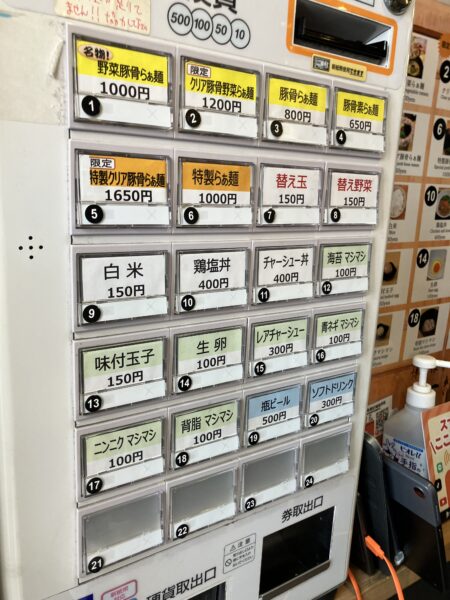 500 100 50 10
名物!
野菜豚骨らぁ麺
1000円
1
限定
クリア豚骨野菜らぁ麺
1200円
2
豚骨らぁ麺
800円
3
豚骨素らぁ麺
650円
4
限定
特製クリア豚骨らぁ麺
1650円
5
特製らぁ麺
1000円
6
替え玉
150円
7
替え野菜
150円
8
白米
150円
9
鶏塩丼
400円
10
チャーシュー丼
400円
11
海苔 マシマシ
100円
12
味付玉子
150円
13
生卵
100円
14
レアチャーシュー
300円
15
青ネギ マシマシ
100円
16
ニンニク マシマシ
100円
17
背脂 マシマシ
100円
18
瓶ビール
500円
19
ソフトドリンク
300円
20
21
22
23
24
券取出口
注意
硬貨取出口
10
14
18